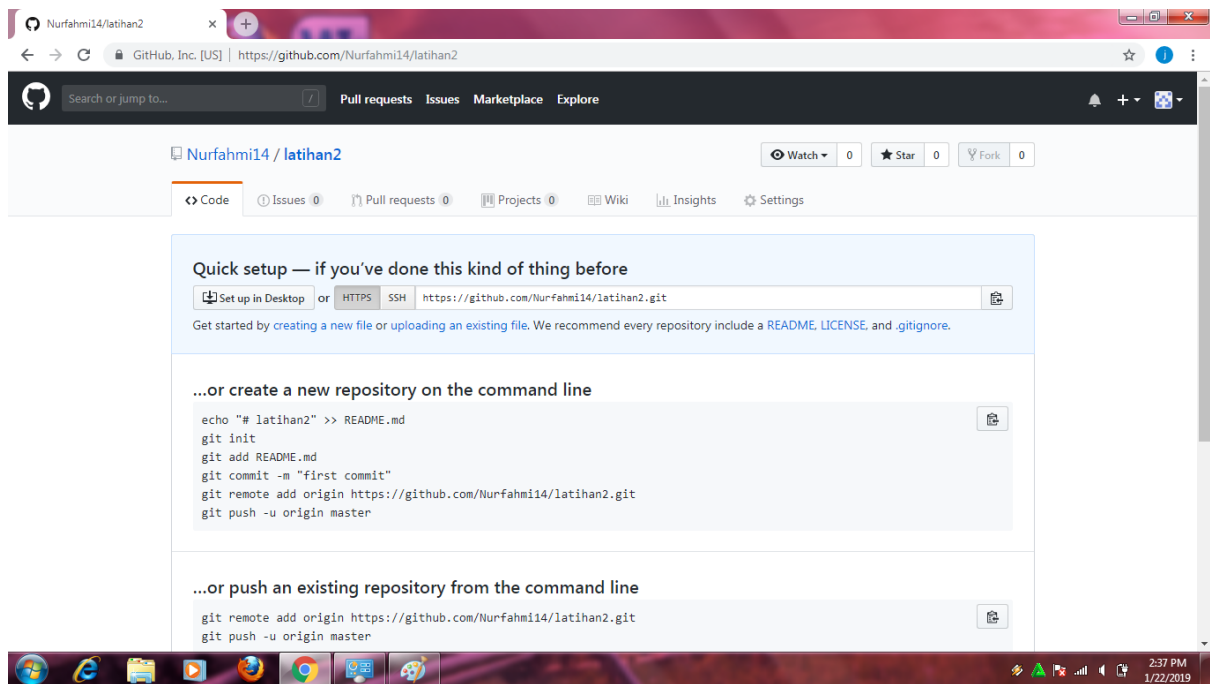 Nurfahmi14/latihan2
GitHub, Inc. [US] | https://github.com/Nurfahmi14/latihan2
j
Search or jump to... / Pull requests Issues Marketplace Explore
Nurfahmi14 / latihan2 Watch 0 Star 0 Fork 0
<> Code Issues 0 Pull requests 0 Projects 0 Wiki Insights Settings
Quick setup — if you've done this kind of thing before
Set up in Desktop or HTTPS SSH https://github.com/Nurfahmi14/latihan2.git
Get started by creating a new file or uploading an existing file. We recommend every repository include a README, LICENSE, and .gitignore.
…or create a new repository on the command line
echo "# latihan2" >> README.md
git init
git add README.md
git commit -m "first commit"
git remote add origin https://github.com/Nurfahmi14/latihan2.git
git push -u origin master
…or push an existing repository from the command line
git remote add origin https://github.com/Nurfahmi14/latihan2.git
git push -u origin master
2:37 PM
1/22/2019